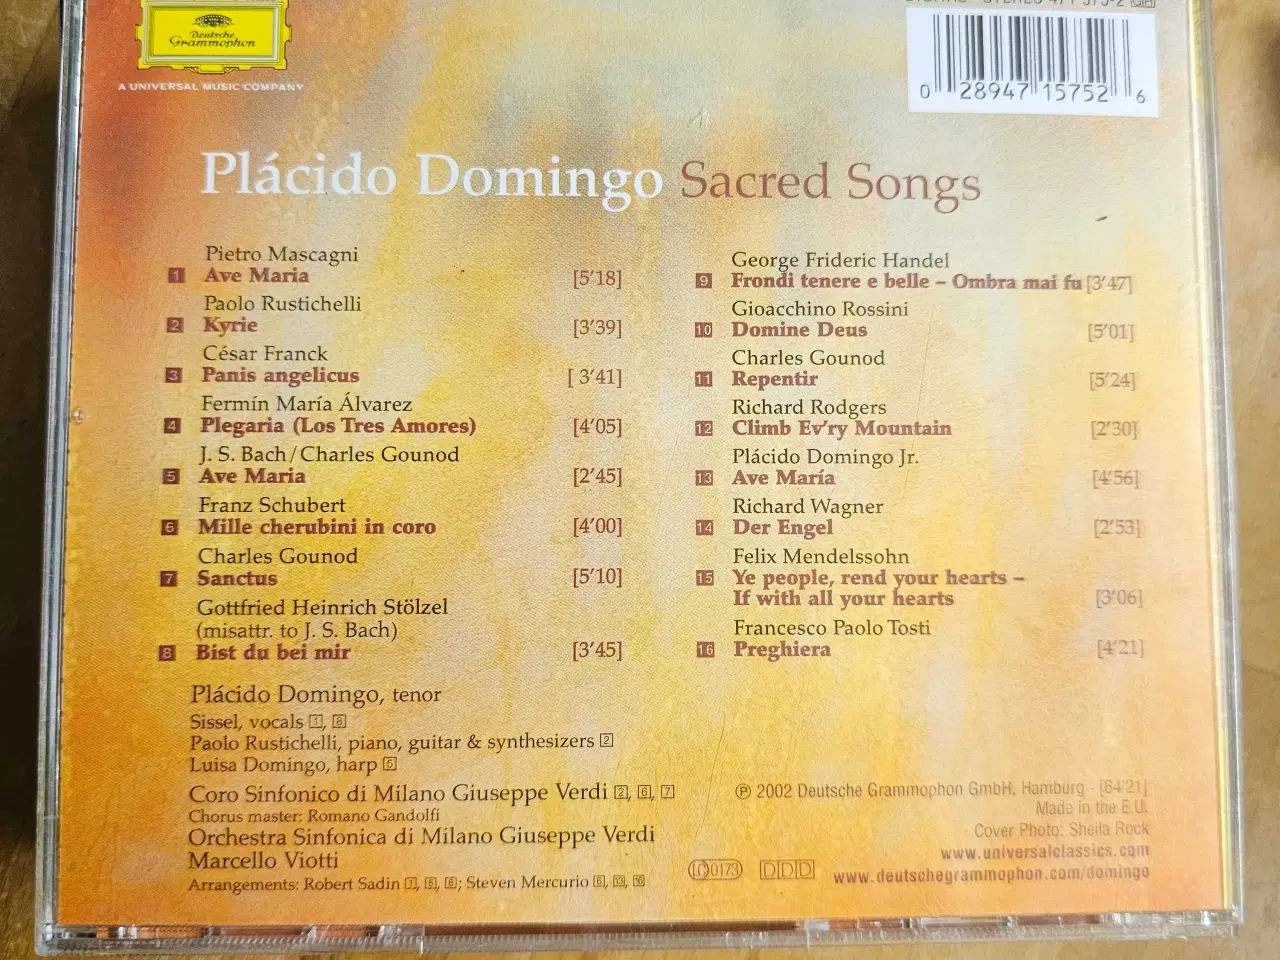 Deutsche
Grammophon
A UNIVERSAL MUSIC COMPANY
0 28947 15752 6
Plácido Domingo Sacred Songs
Pietro Mascagni
1 Ave Maria [5'18]
Paolo Rustichelli
2 Kyrie [3'39]
César Franck
3 Panis angelicus [ 3'41]
Fermín María Álvarez
4 Plegaria (Los Tres Amores) [4'05]
J. S. Bach/Charles Gounod
5 Ave Maria [2'45]
Franz Schubert
6 Mille cherubini in coro [4'00]
Charles Gounod
7 Sanctus [5'10]
Gottfried Heinrich Stölzel
(misattr. to J. S. Bach)
8 Bist du bei mir [3'45]
George Frideric Handel
9 Frondi tenere e belle – Ombra mai fu [3'47]
Gioacchino Rossini
10 Domine Deus [5'01]
Charles Gounod
11 Repentir [5'24]
Richard Rodgers
12 Climb Ev'ry Mountain [2'30]
Plácido Domingo Jr.
13 Ave María [4'56]
Richard Wagner
14 Der Engel [2'53]
Felix Mendelssohn
15 Ye people, rend your hearts –
If with all your hearts [3'06]
Francesco Paolo Tosti
16 Preghiera [4'21]
Plácido Domingo, tenor
Sissel, vocals 1, 8
Paolo Rustichelli, piano, guitar & synthesizers 2
Luisa Domingo, harp 5
Coro Sinfonico di Milano Giuseppe Verdi 2, 6, 7
Chorus master: Romano Gandolfi
Orchestra Sinfonica di Milano Giuseppe Verdi
Marcello Viotti
Arrangements: Robert Sadin 1, 5, 8; Steven Mercurio
℗ 2002 Deutsche Grammophon GmbH, Hamburg · [64'21]
Made in the E.U.
Cover Photo: Sheila Rock
www.universalclassics.com
LC 0173 DDD www.deutschegrammophon.com/domingo